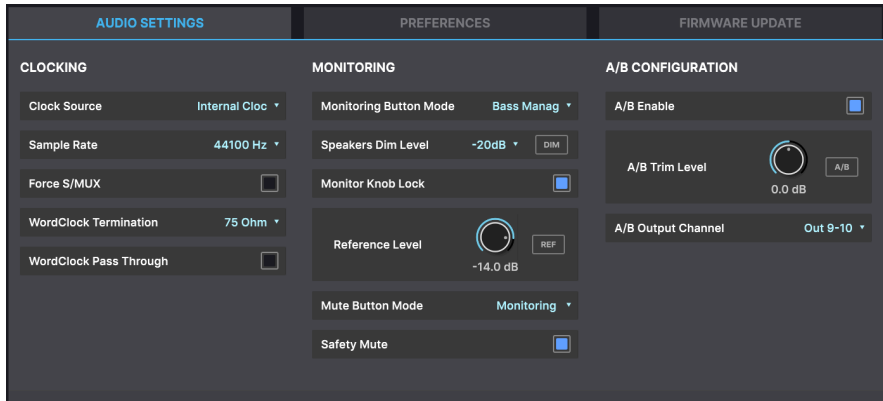 AUDIO SETTINGS
PREFERENCES
FIRMWARE UPDATE
CLOCKING
Clock Source Internal Cloc
Sample Rate 44100 Hz
Force S/MUX
WordClock Termination 75 Ohm
WordClock Pass Through
MONITORING
Monitoring Button Mode Bass Manag
Speakers Dim Level -20dB DIM
Monitor Knob Lock
Reference Level REF
-14.0 dB
Mute Button Mode Monitoring
Safety Mute
A/B CONFIGURATION
A/B Enable
A/B Trim Level A/B
0.0 dB
A/B Output Channel Out 9-10